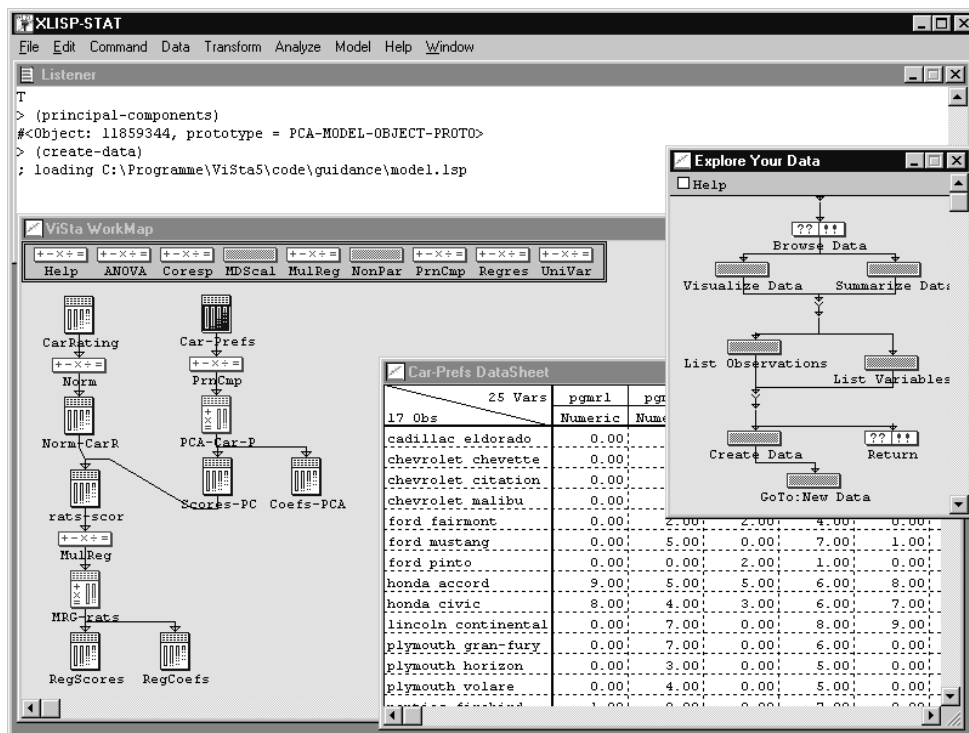 XLISP-STAT
File Edit Command Data Transform Analyze Model Help Window
Listener
T
> (principal-components)
#<Object: 11859344, prototype = PCA-MODEL-OBJECT-PROTO>
> (create-data)
; loading C:\Programme\ViSta5\code\guidance\model.lsp
ViSta WorkMap
Help ANOVA Coresp MDScal MulReg NonPar PrnCmp Regres UniVar
CarRating Car-Prefs
Norm PrnCmp
Norm-CarR PCA-Car-P
rats-scor Scores-PC Coefs-PCA
MulReg
MRG-rats
RegScores RegCoefs
Explore Your Data
Help
?? !!
Browse Data
Visualize Data Summarize Data
List Observations
List Variables
?? !!
Create Data Return
GoTo:New Data
Car-Prefs DataSheet
25 Vars pgmr1
17 Obs Numeric
cadillac eldorado 0.00
chevrolet chevette 0.00
chevrolet citation 0.00
chevrolet malibu 0.00
ford fairmont 0.00 2.00 2.00 4.00 0.00
ford mustang 0.00 5.00 0.00 7.00 1.00
ford pinto 0.00 0.00 2.00 1.00 0.00
honda accord 9.00 5.00 5.00 6.00 8.00
honda civic 8.00 4.00 3.00 6.00 7.00
lincoln continental 0.00 7.00 0.00 8.00 9.00
plymouth gran-fury 0.00 7.00 0.00 6.00 0.00
plymouth horizon 0.00 3.00 0.00 5.00 0.00
plymouth volare 0.00 4.00 0.00 5.00 0.00